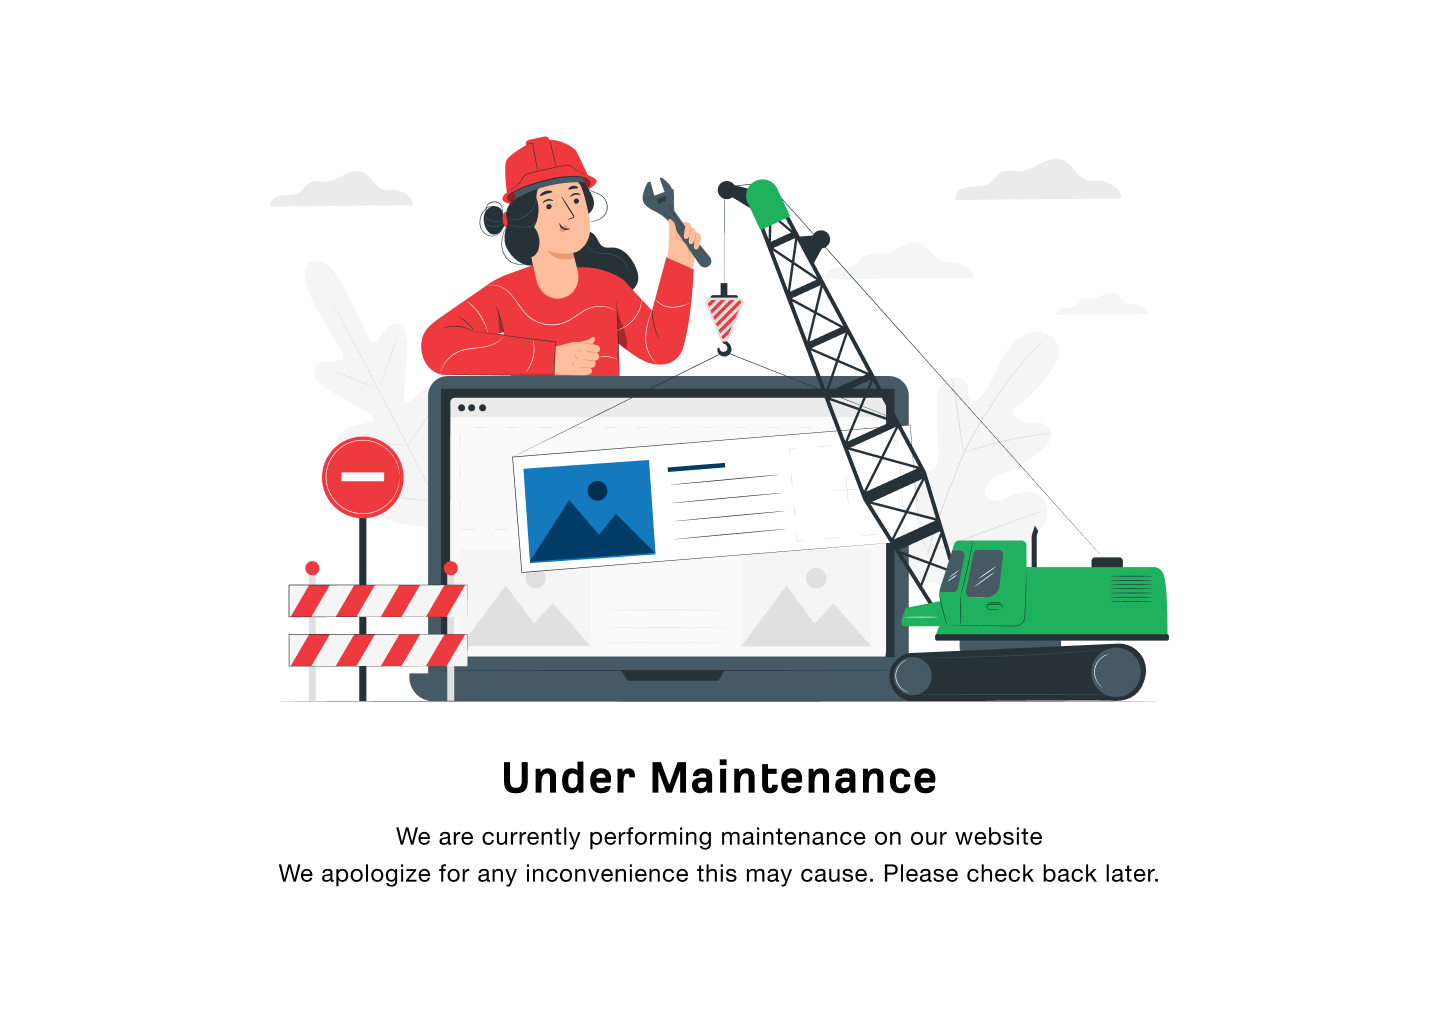 Under Maintenance
We are currently performing maintenance on our website
We apologize for any inconvenience this may cause. Please check back later.